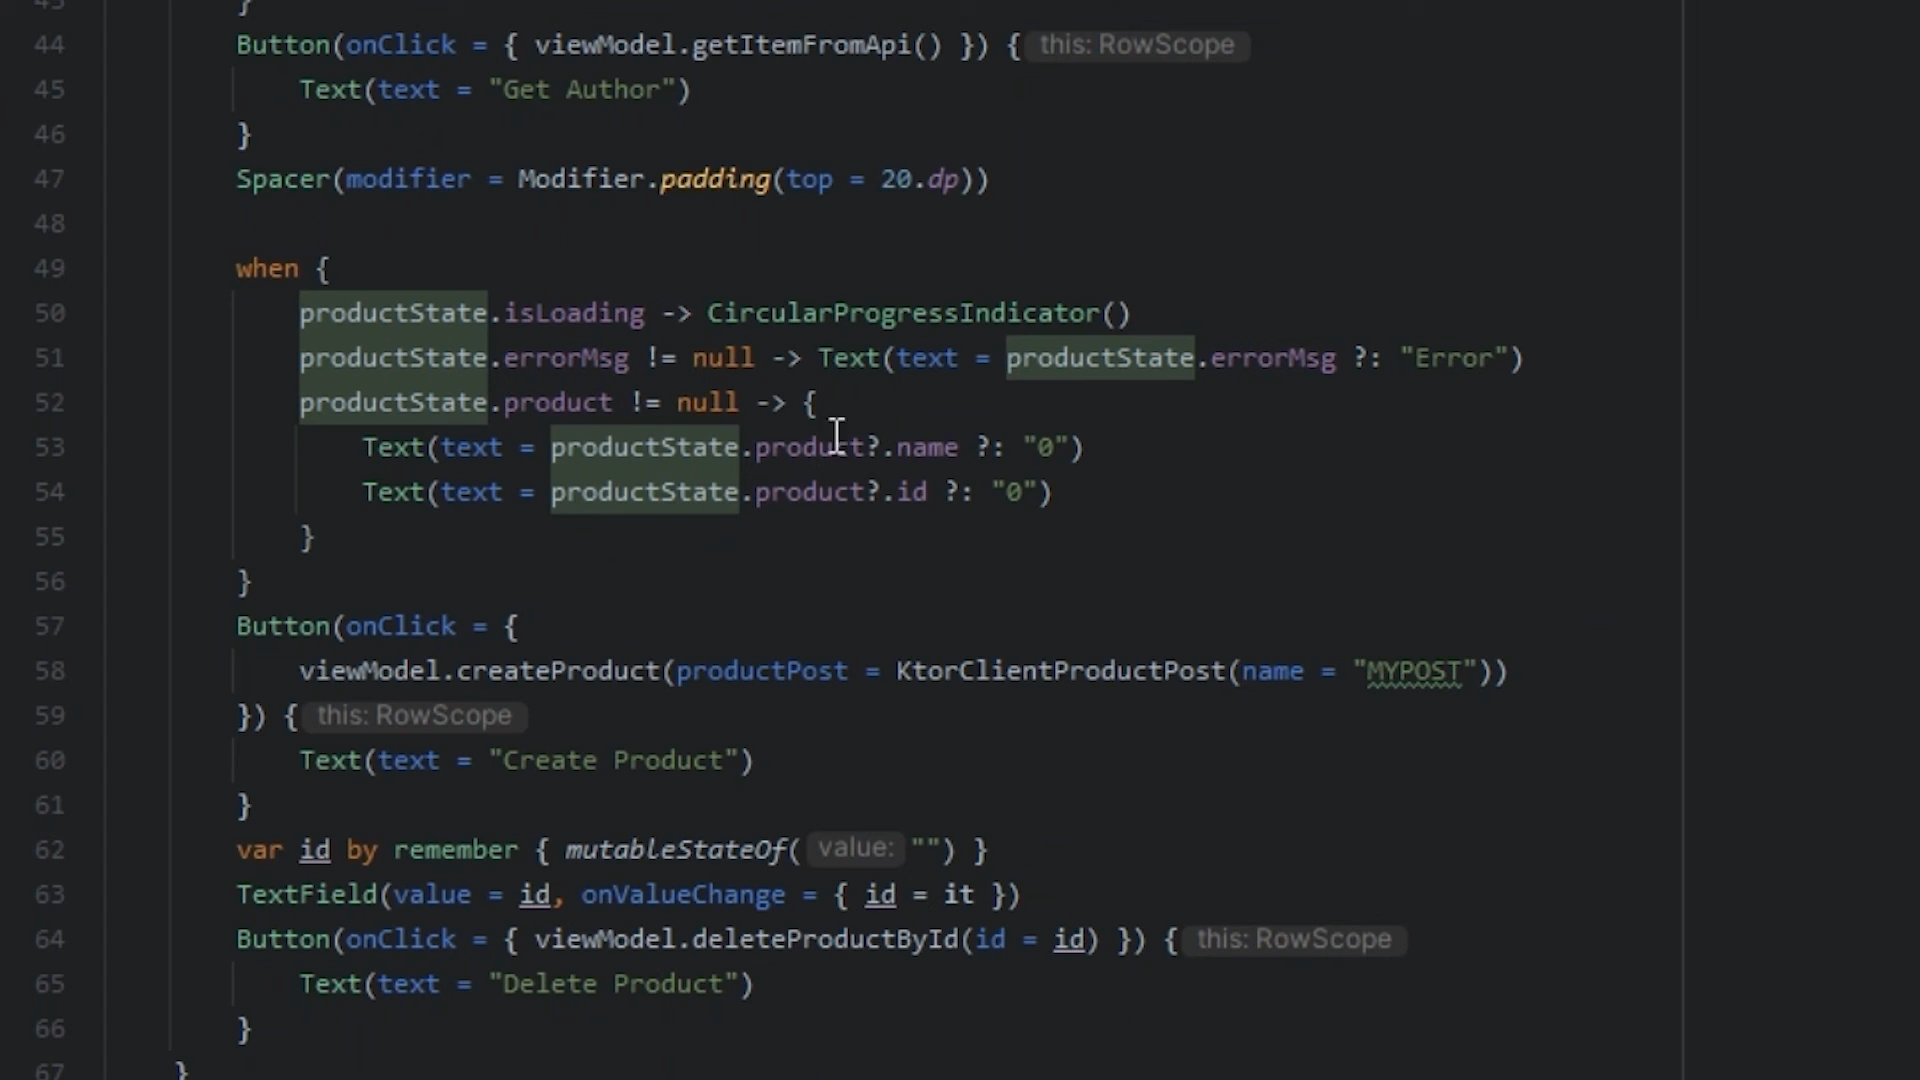 43 }
44 Button(onClick = { viewModel.getItemFromApi() }) { this: RowScope
45 Text(text = "Get Author")
46 }
47 Spacer(modifier = Modifier.padding(top = 20.dp))
48
49 when {
50 productState.isLoading -> CircularProgressIndicator()
51 productState.errorMsg != null -> Text(text = productState.errorMsg ?: "Error")
52 productState.product != null -> {
53 Text(text = productState.product?.name ?: "0")
54 Text(text = productState.product?.id ?: "0")
55 }
56 }
57 Button(onClick = {
58 viewModel.createProduct(productPost = KtorClientProductPost(name = "MYPOST"))
59 }) { this: RowScope
60 Text(text = "Create Product")
61 }
62 var id by remember { mutableStateOf( value: "") }
63 TextField(value = id, onValueChange = { id = it })
64 Button(onClick = { viewModel.deleteProductById(id = id) }) { this: RowScope
65 Text(text = "Delete Product")
66 }
67 }